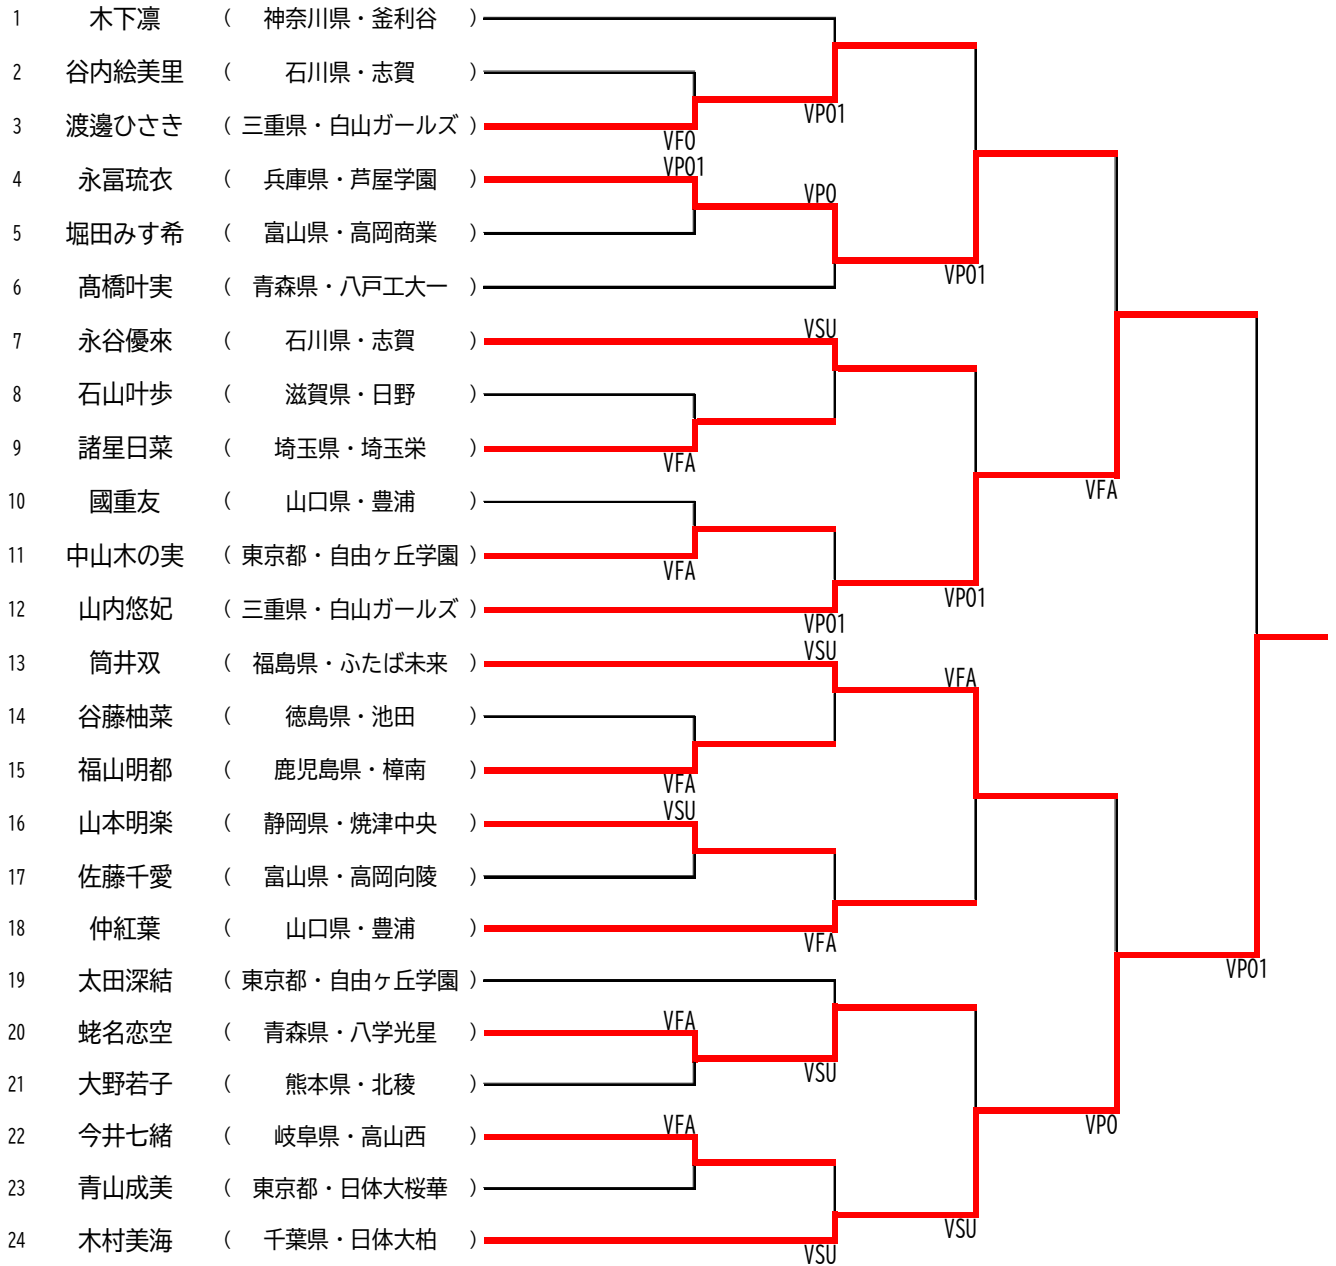 1 木下凛 ( 神奈川県・釜利谷 )
2 谷内絵美里 ( 石川県・志賀 )
VPO1
3 渡邊ひさき ( 三重県・白山ガールズ )
VFO
VPO1
4 永冨琉衣 ( 兵庫県・芦屋学園 )
VPO
5 堀田みす希 ( 富山県・高岡商業 )
VPO1
6 髙橋叶実 ( 青森県・八戸工大一 )
VSU
7 永谷優來 ( 石川県・志賀 )
8 石山叶歩 ( 滋賀県・日野 )
9 諸星日菜 ( 埼玉県・埼玉栄 )
VFA
VFA
10 國重友 ( 山口県・豊浦 )
11 中山木の実 ( 東京都・自由ヶ丘学園 )
VFA
VPO1
12 山内悠妃 ( 三重県・白山ガールズ )
VPO1
VSU
13 筒井双 ( 福島県・ふたば未来 )
VFA
14 谷藤柚菜 ( 徳島県・池田 )
15 福山明都 ( 鹿児島県・樟南 )
VFA
VSU
16 山本明楽 ( 静岡県・焼津中央 )
17 佐藤千愛 ( 富山県・高岡向陵 )
18 仲紅葉 ( 山口県・豊浦 )
VFA
VPO1
19 太田深結 ( 東京都・自由ヶ丘学園 )
VFA
20 蛯名恋空 ( 青森県・八学光星 )
VSU
21 大野若子 ( 熊本県・北稜 )
VFA
VPO
22 今井七緒 ( 岐阜県・高山西 )
23 青山成美 ( 東京都・日体大桜華 )
VSU
24 木村美海 ( 千葉県・日体大柏 )
VSU